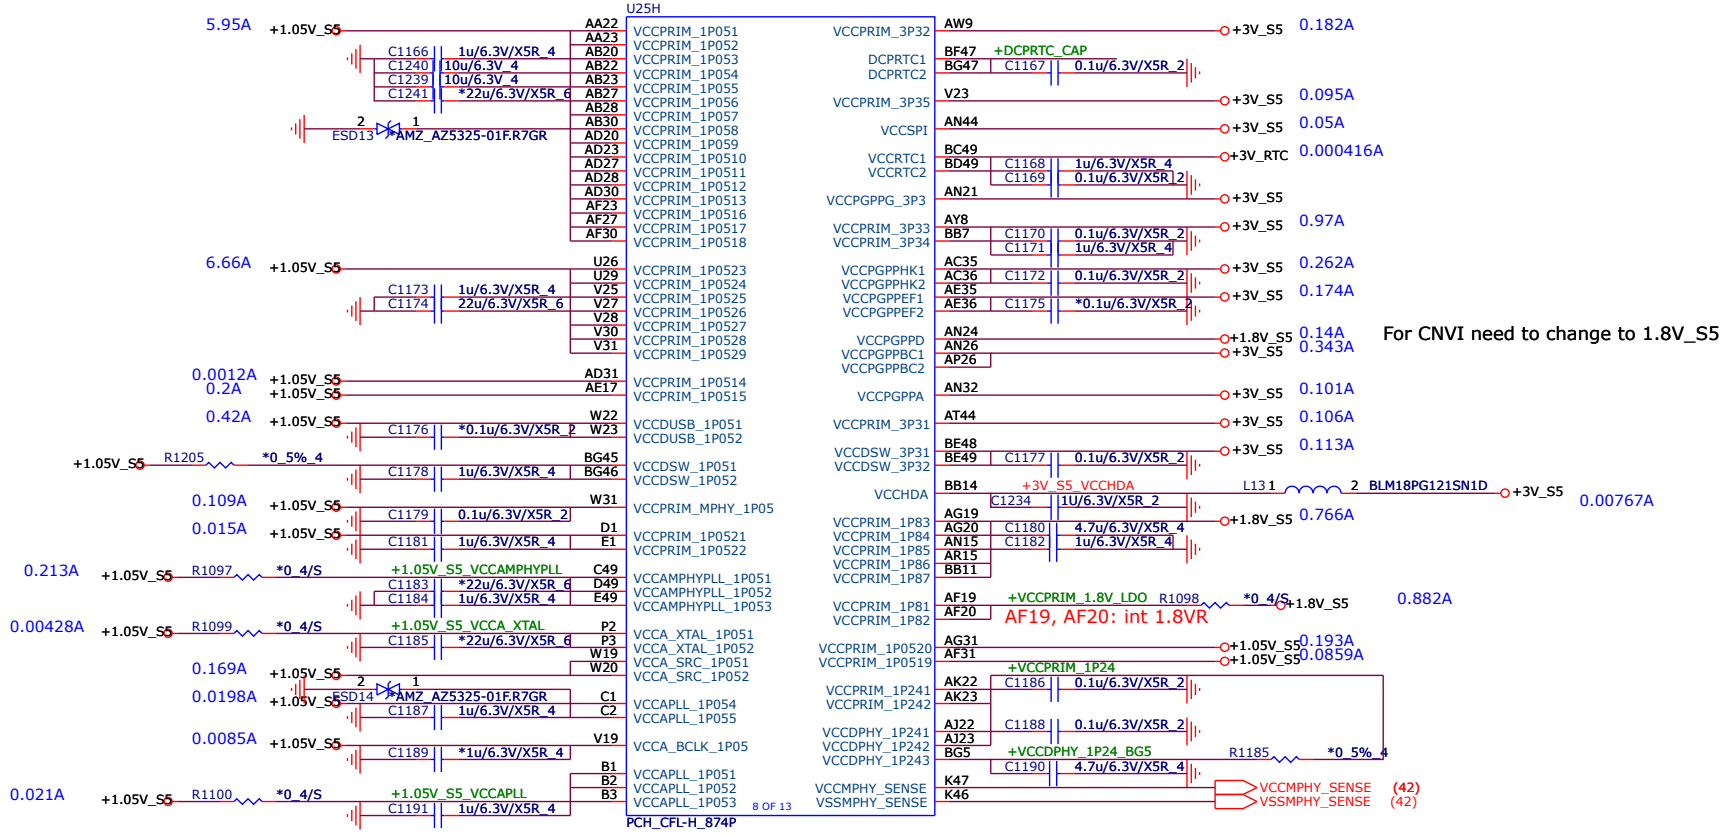 U25H
5.95A +1.05V_S5 AA22 VCCPRIM_1P051
AA23 VCCPRIM_1P052
C1166 1u/6.3V/X5R_4 AB20 VCCPRIM_1P053
C1240 10u/6.3V_4 AB22 VCCPRIM_1P054
C1239 10u/6.3V_4 AB23 VCCPRIM_1P055
C1241 *22u/6.3V/X5R_6 AB27 VCCPRIM_1P056
AB28 VCCPRIM_1P057
2 1 AB30 VCCPRIM_1P058
ESD13 *AMZ_AZ5325-01F.R7GR AD20 VCCPRIM_1P059
AD23 VCCPRIM_1P0510
AD27 VCCPRIM_1P0511
AD28 VCCPRIM_1P0512
AD30 VCCPRIM_1P0513
AF23 VCCPRIM_1P0516
AF27 VCCPRIM_1P0517
AF30 VCCPRIM_1P0518
6.66A +1.05V_S5 U26 VCCPRIM_1P0523
U29 VCCPRIM_1P0524
C1173 1u/6.3V/X5R_4 V25 VCCPRIM_1P0525
C1174 22u/6.3V/X5R_6 V27 VCCPRIM_1P0526
V28 VCCPRIM_1P0527
V30 VCCPRIM_1P0528
V31 VCCPRIM_1P0529
0.0012A +1.05V_S5 AD31 VCCPRIM_1P0514
0.2A +1.05V_S5 AE17 VCCPRIM_1P0515
0.42A +1.05V_S5 W22 VCCDUSB_1P051
C1176 *0.1u/6.3V/X5R_2 W23 VCCDUSB_1P052
+1.05V_S5 R1205 *0_5%_4 BG45 VCCDSW_1P051
C1178 1u/6.3V/X5R_4 BG46 VCCDSW_1P052
0.109A +1.05V_S5 W31 VCCPRIM_MPHY_1P05
C1179 0.1u/6.3V/X5R_2
0.015A +1.05V_S5 D1 VCCPRIM_1P0521
C1181 1u/6.3V/X5R_4 E1 VCCPRIM_1P0522
0.213A +1.05V_S5 R1097 *0_4/S +1.05V_S5_VCCAMPHYPLL C49 VCCAMPHYPLL_1P051
C1183 *22u/6.3V/X5R_6 D49 VCCAMPHYPLL_1P052
C1184 1u/6.3V/X5R_4 E49 VCCAMPHYPLL_1P053
0.00428A +1.05V_S5 R1099 *0_4/S +1.05V_S5_VCCA_XTAL P2 VCCA_XTAL_1P051
C1185 *22u/6.3V/X5R_6 P3 VCCA_XTAL_1P052
W19 VCCA_SRC_1P051
0.169A +1.05V_S5 W20 VCCA_SRC_1P052
2 1
ESD14 *AMZ_AZ5325-01F.R7GR
0.0198A +1.05V_S5 C1 VCCAPLL_1P054
C1187 1u/6.3V/X5R_4 C2 VCCAPLL_1P055
0.0085A +1.05V_S5 V19 VCCA_BCLK_1P05
C1189 *1u/6.3V/X5R_4
B1 VCCAPLL_1P051
B2 VCCAPLL_1P052
0.021A +1.05V_S5 R1100 *0_4/S +1.05V_S5_VCCAPLL B3 VCCAPLL_1P053
C1191 1u/6.3V/X5R_4
VCCPRIM_3P32 AW9 +3V_S5 0.182A
DCPRTC1 BF47 +DCPRTC_CAP
DCPRTC2 BG47 C1167 0.1u/6.3V/X5R_2
VCCPRIM_3P35 V23 +3V_S5 0.095A
VCCSPI AN44 +3V_S5 0.05A
VCCRTC1 BC49 +3V_RTC 0.000416A
VCCRTC2 BD49 C1168 1u/6.3V/X5R_4
C1169 0.1u/6.3V/X5R_2
VCCPGPPG_3P3 AN21 +3V_S5
VCCPRIM_3P33 AY8 +3V_S5 0.97A
VCCPRIM_3P34 BB7 C1170 0.1u/6.3V/X5R_2
C1171 1u/6.3V/X5R_4
VCCPGPPHK1 AC35 +3V_S5 0.262A
VCCPGPPHK2 AC36 C1172 0.1u/6.3V/X5R_2
VCCPGPPEF1 AE35 +3V_S5 0.174A
VCCPGPPEF2 AE36 C1175 *0.1u/6.3V/X5R_2
VCCPGPPD AN24 +1.8V_S5 0.14A For CNVI need to change to 1.8V_S5
VCCPGPPBC1 AN26 +3V_S5 0.343A
VCCPGPPBC2 AP26
VCCPGPPA AN32 +3V_S5 0.101A
VCCPRIM_3P31 AT44 +3V_S5 0.106A
VCCDSW_3P31 BE48 +3V_S5 0.113A
VCCDSW_3P32 BE49 C1177 0.1u/6.3V/X5R_2
VCCHDA BB14 +3V_S5_VCCHDA L13 1 2 BLM18PG121SN1D +3V_S5 0.00767A
C1234 1U/6.3V/X5R_2
VCCPRIM_1P83 AG19 +1.8V_S5 0.766A
VCCPRIM_1P84 AG20 C1180 4.7u/6.3V/X5R_4
VCCPRIM_1P85 AN15 C1182 1u/6.3V/X5R_4
VCCPRIM_1P86 AR15
VCCPRIM_1P87 BB11
VCCPRIM_1P81 AF19 +VCCPRIM_1.8V_LDO R1098 *0_4/S +1.8V_S5 0.882A
VCCPRIM_1P82 AF20 AF19, AF20: int 1.8VR
VCCPRIM_1P0520 AG31 +1.05V_S5 0.193A
VCCPRIM_1P0519 AF31 +1.05V_S5 0.0859A
+VCCPRIM_1P24
VCCPRIM_1P241 AK22 C1186 0.1u/6.3V/X5R_2
VCCPRIM_1P242 AK23
VCCDPHY_1P241 AJ22 C1188 0.1u/6.3V/X5R_2
VCCDPHY_1P242 AJ23
VCCDPHY_1P243 BG5 +VCCDPHY_1P24_BG5 R1185 *0_5%_4
C1190 4.7u/6.3V/X5R_4
VCCMPHY_SENSE K47 VCCMPHY_SENSE (42)
VSSMPHY_SENSE K46 VSSMPHY_SENSE (42)
8 OF 13
PCH_CFL-H_874P